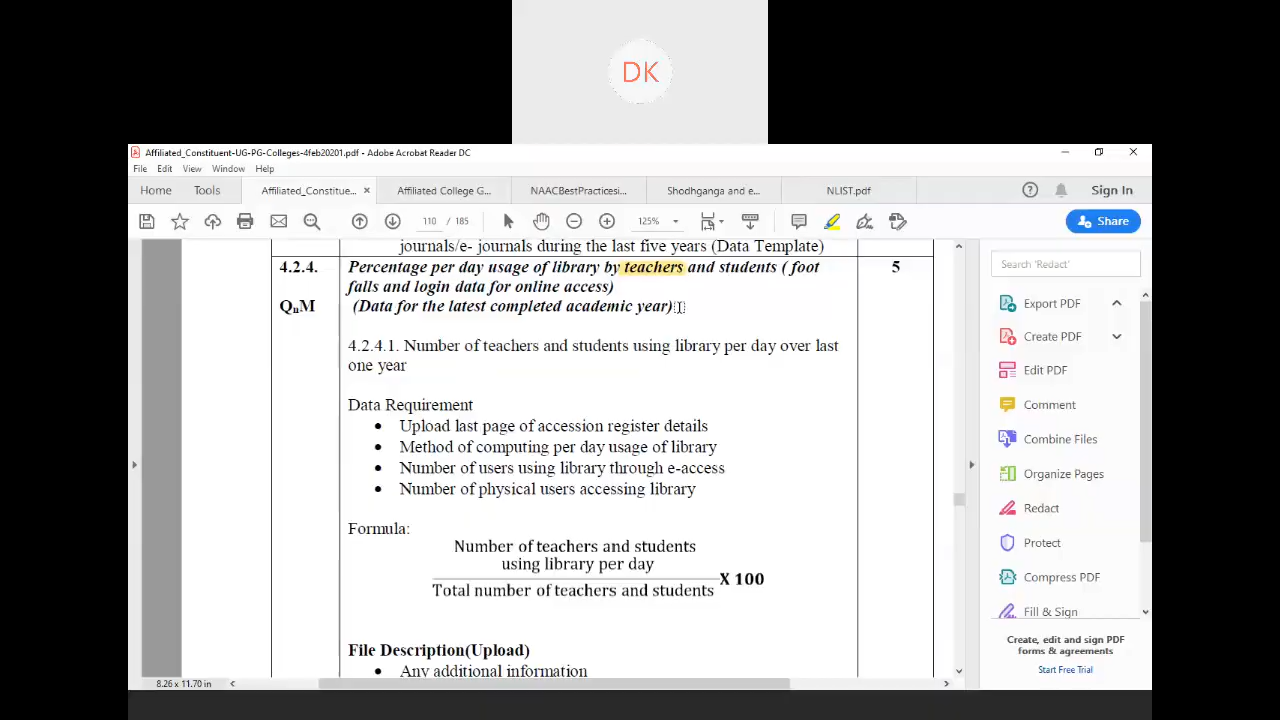 DK
Affiliated_Constituent-UG-PG-Colleges-4feb20201.pdf - Adobe Acrobat Reader DC
File Edit View Window Help
Home Tools Affiliated_Constitue... × Affiliated College G... NAACBestPracticesi... Shodhganga and e... NLIST.pdf Sign In
110 / 185 125% Share
journals/e- journals during the last five years (Data Template)
4.2.4. Percentage per day usage of library by teachers and students ( foot 5
falls and login data for online access)
QnM (Data for the latest completed academic year)
4.2.4.1. Number of teachers and students using library per day over last
one year
Data Requirement
• Upload last page of accession register details
• Method of computing per day usage of library
• Number of users using library through e-access
• Number of physical users accessing library
Formula:
Number of teachers and students
using library per day
X 100
Total number of teachers and students
File Description(Upload)
• Any additional information
8.26 x 11.70 in
Search 'Redact'
Export PDF
Create PDF
Edit PDF
Comment
Combine Files
Organize Pages
Redact
Protect
Compress PDF
Fill & Sign
Create, edit and sign PDF
forms & agreements
Start Free Trial